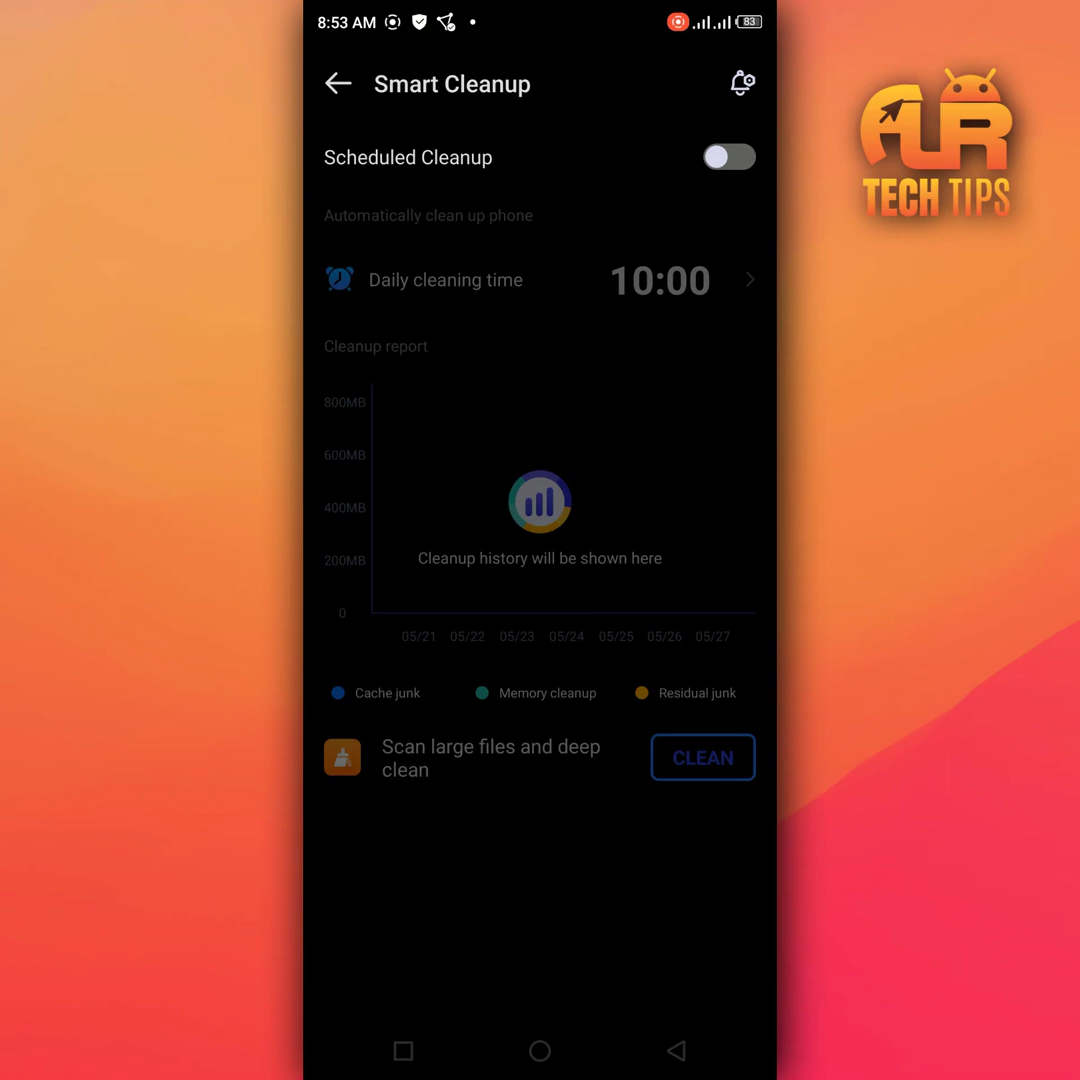 8:53 AM
83
Smart Cleanup
Scheduled Cleanup
Automatically clean up phone
Daily cleaning time
10:00
Cleanup report
800MB
600MB
400MB
200MB
0
Cleanup history will be shown here
05/21 05/22 05/23 05/24 05/25 05/26 05/27
Cache junk
Memory cleanup
Residual junk
Scan large files and deep
clean
CLEAN
AUR
TECH TIPS